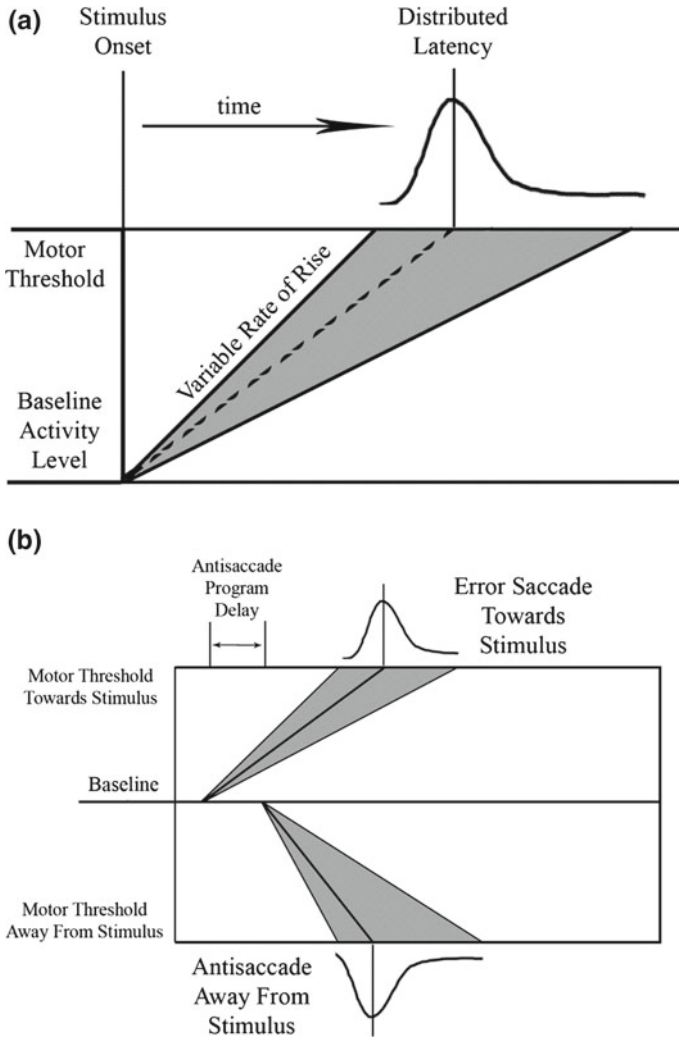 (a)
Stimulus
Onset
Distributed
Latency
time
Motor
Threshold
Variable Rate of Rise
Baseline
Activity
Level
(b)
Antisaccade
Program
Delay
Error Saccade
Towards
Stimulus
Motor Threshold
Towards Stimulus
Baseline
Motor Threshold
Away From Stimulus
Antisaccade
Away From
Stimulus